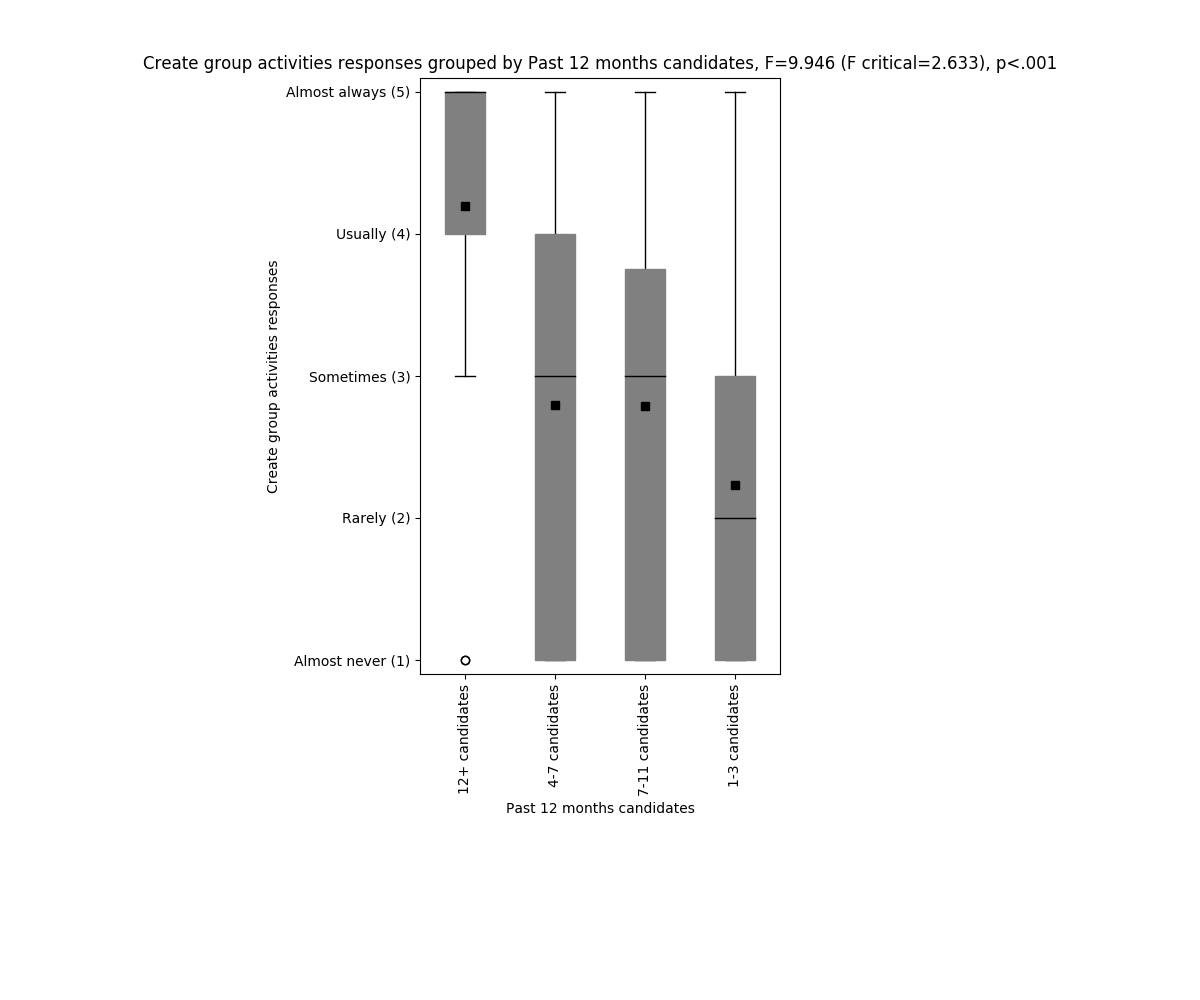 Create group activities responses grouped by Past 12 months candidates, F=9.946 (F critical=2.633), p<.001
Almost always (5)
Usually (4)
Sometimes (3)
Rarely (2)
Almost never (1)
Create group activities responses
12+ candidates
4-7 candidates
7-11 candidates
1-3 candidates
Past 12 months candidates